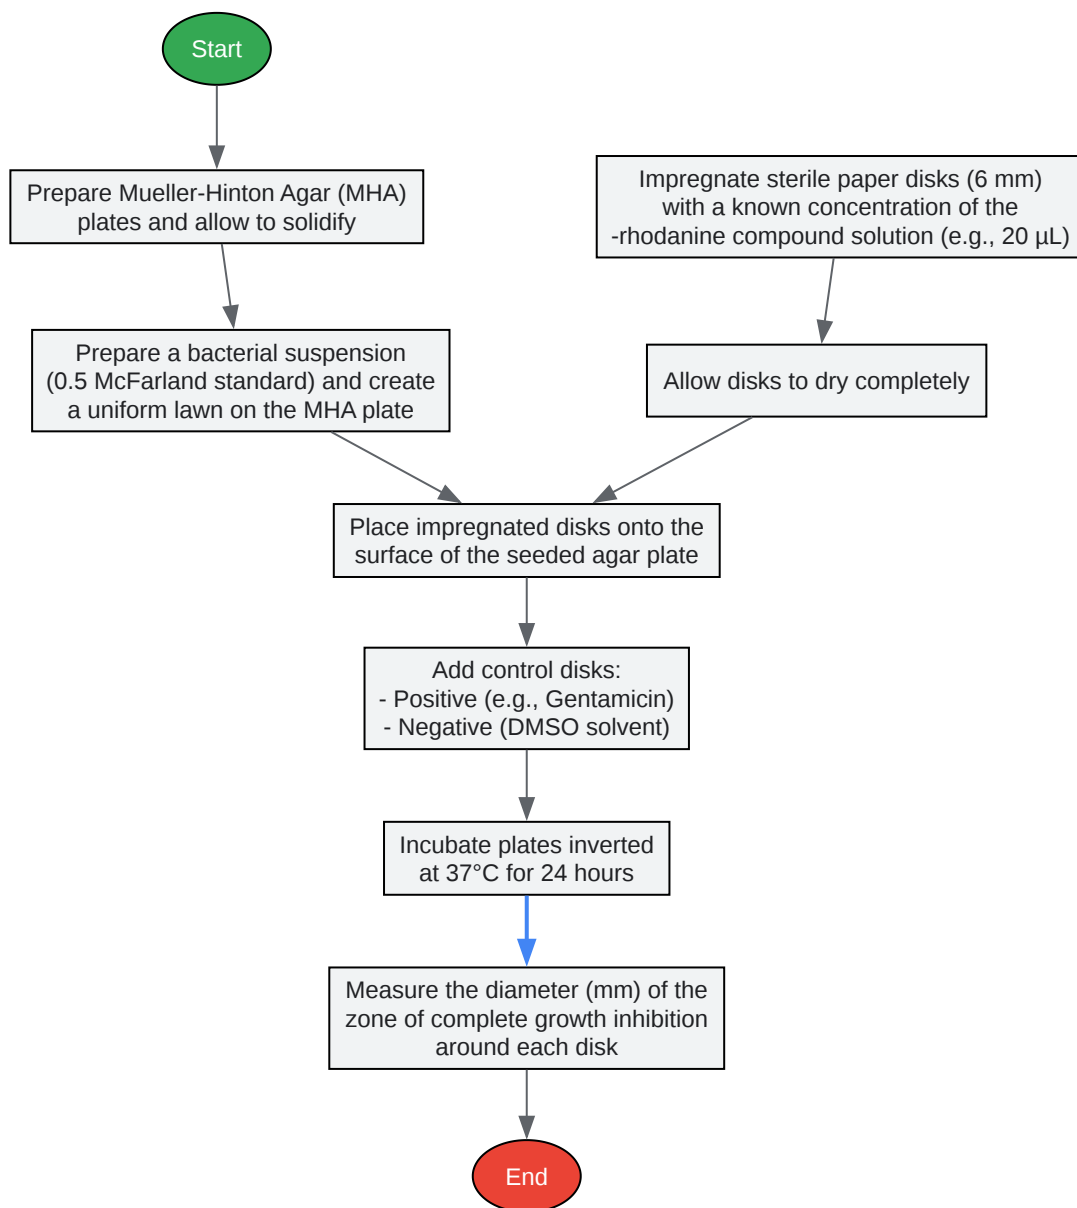 Start
Prepare Mueller-Hinton Agar (MHA)
plates and allow to solidify
Impregnate sterile paper disks (6 mm)
with a known concentration of the
-rhodanine compound solution (e.g., 20 µL)
Prepare a bacterial suspension
(0.5 McFarland standard) and create
a uniform lawn on the MHA plate
Allow disks to dry completely
Place impregnated disks onto the
surface of the seeded agar plate
Add control disks:
- Positive (e.g., Gentamicin)
- Negative (DMSO solvent)
Incubate plates inverted
at 37°C for 24 hours
Measure the diameter (mm) of the
zone of complete growth inhibition
around each disk
End